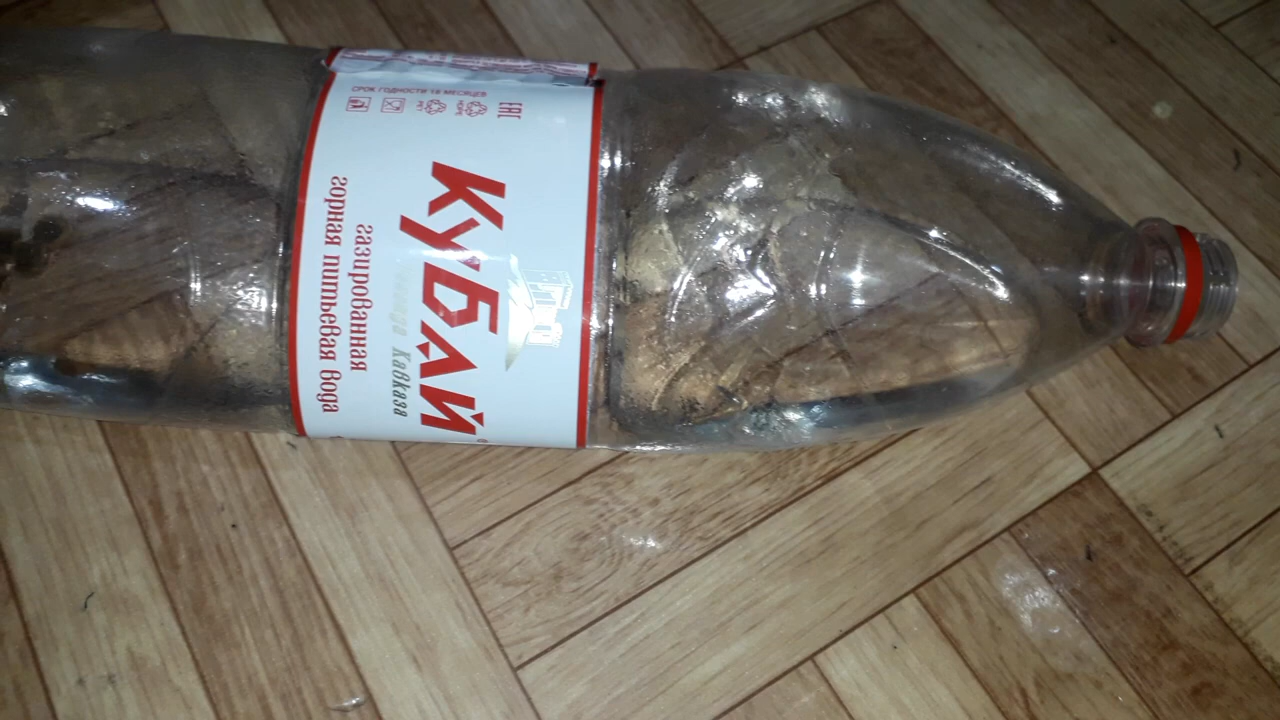 СРОК ГОДНОСТИ 18 МЕСЯЦЕВ
EAC
КУБАЙ
Кавказа
газированная
горная питьевая вода